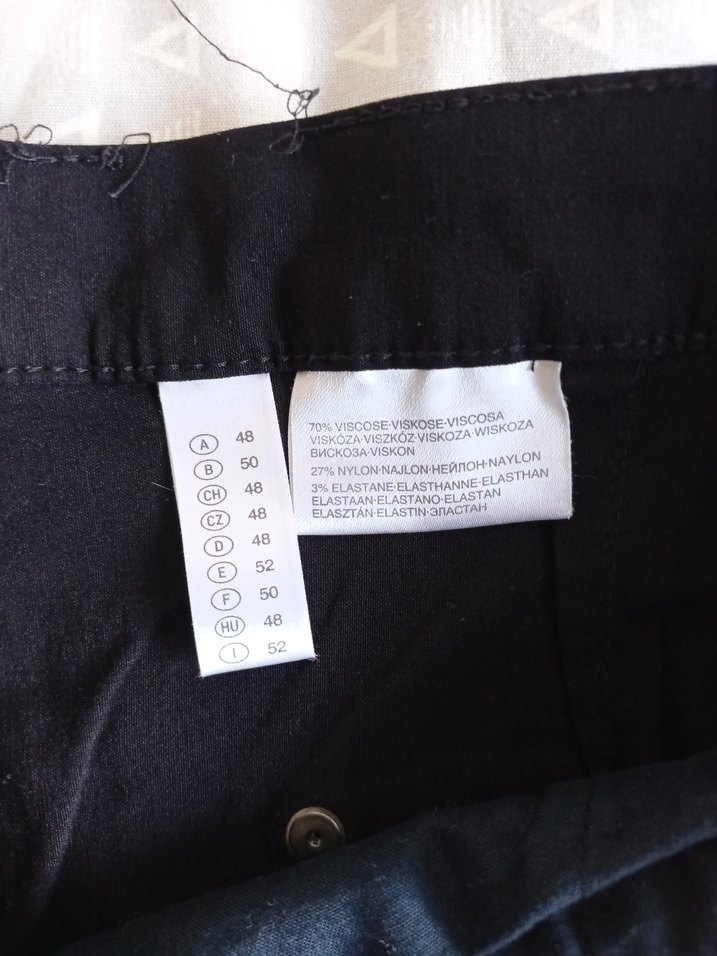 A 48
B 50
CH 48
CZ 48
D 48
E 52
F 50
HU 48
I 52
70% VISCOSE·VISKOSE·VISCOSA
VISKÓZA·VISZKÓZ·VISKOZA·WISKOZA
ВИСКОЗА·VISKON
27% NYLON·NAJLON·НЕЙЛОН·NAYLON
3% ELASTANE·ELASTHANNE·ELASTHAN
ELASTAAN·ELASTANO·ELASTAN
ELASZTÁN·ELASTIN·ЭЛАСТАН